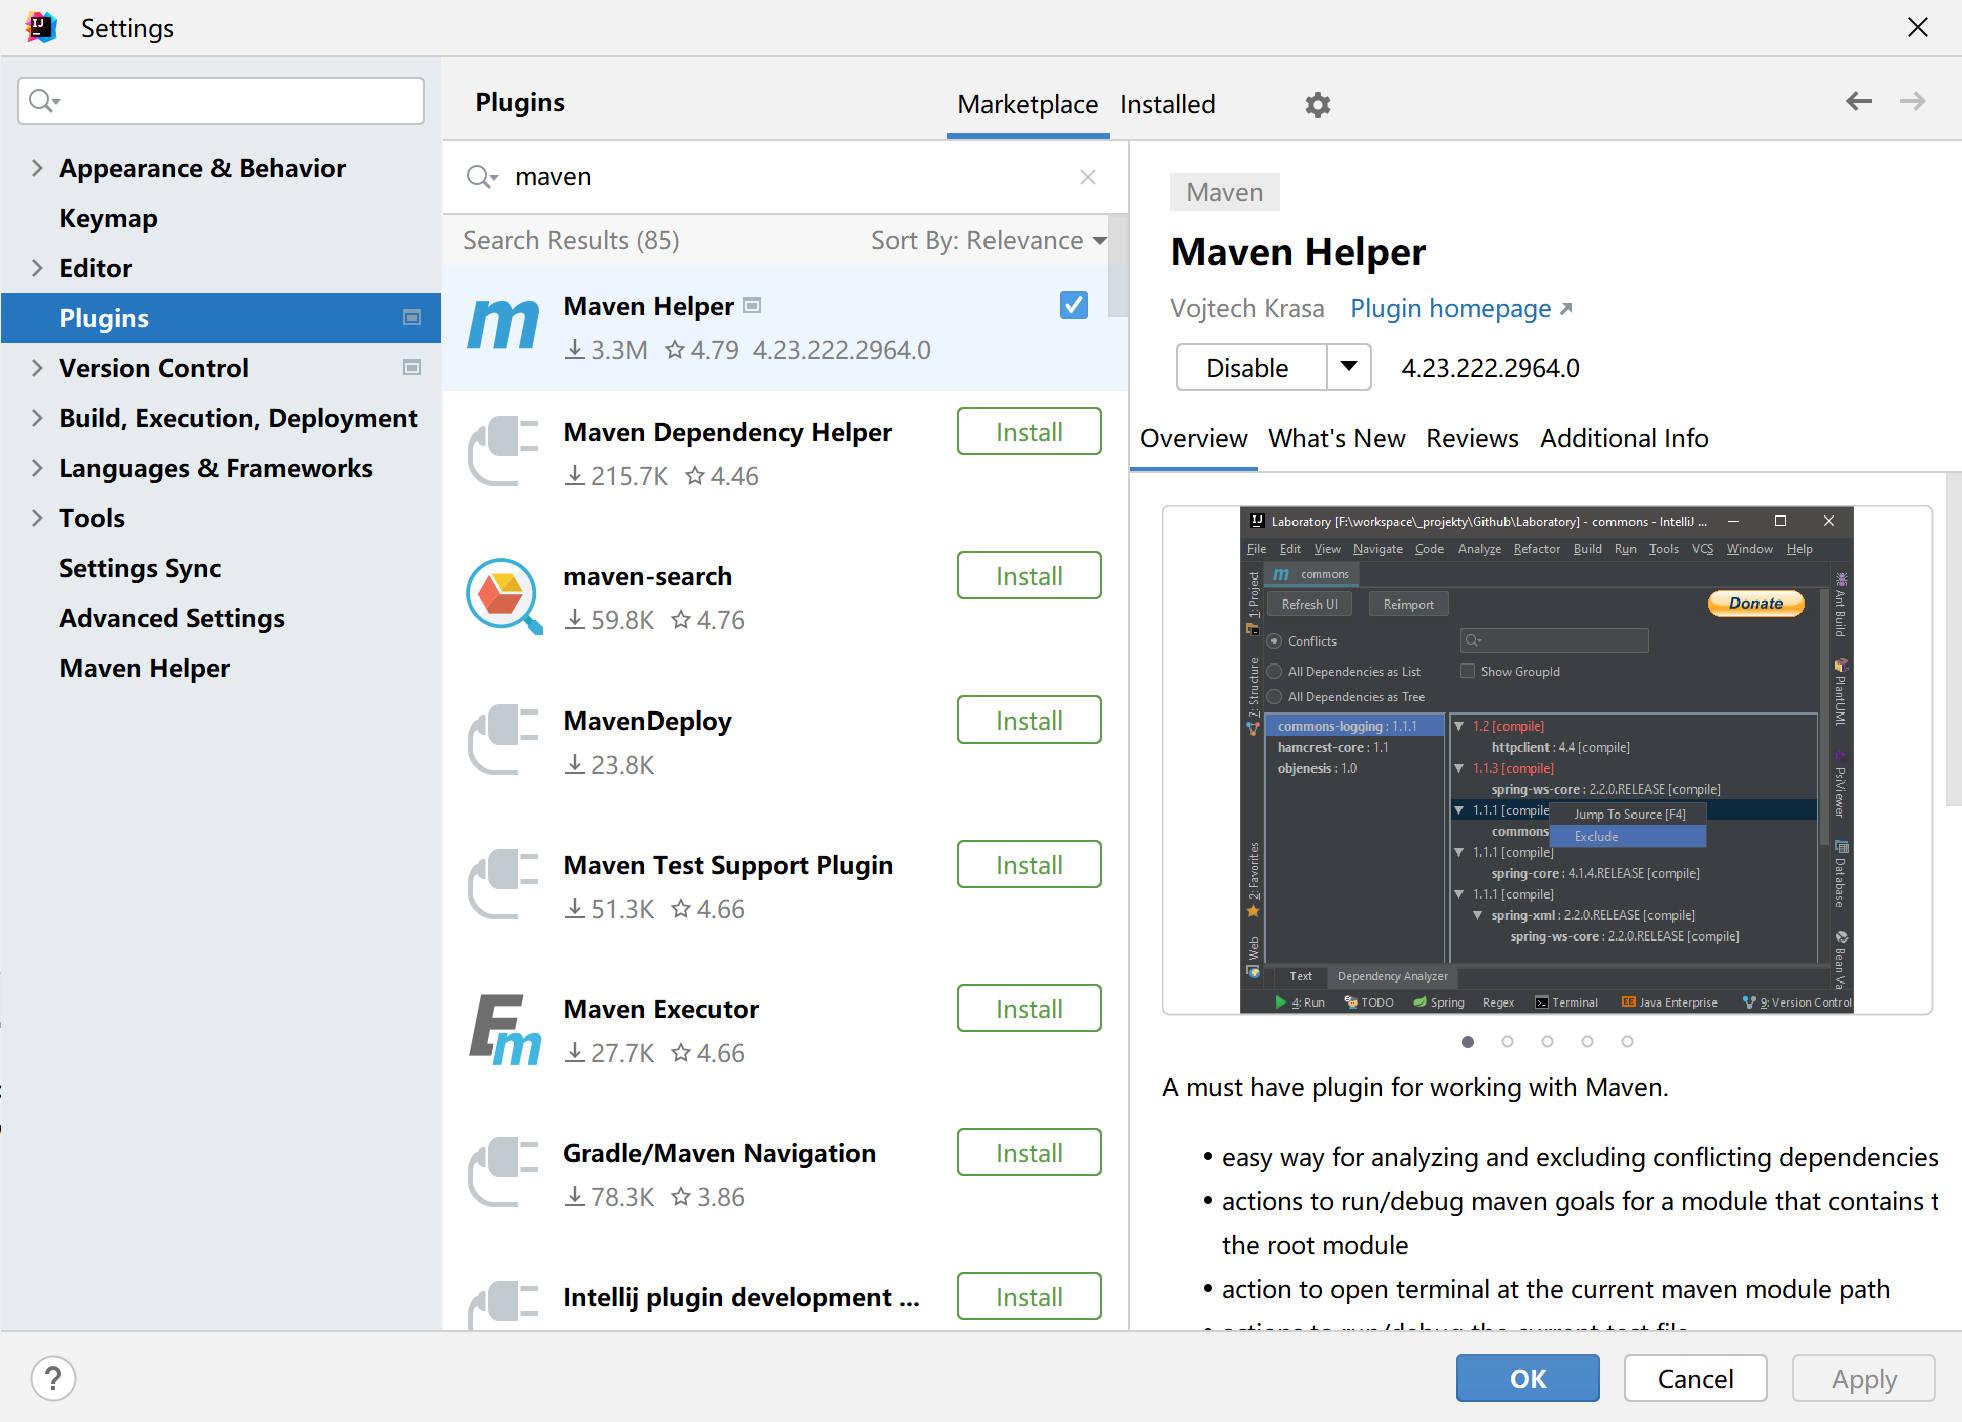 Settings
Plugins
Marketplace
Installed
Appearance & Behavior
Keymap
Editor
Plugins
Version Control
Build, Execution, Deployment
Languages & Frameworks
Tools
Settings Sync
Advanced Settings
Maven Helper
maven
Search Results (85)
Sort By: Relevance
Maven Helper
3.3M 4.79 4.23.222.2964.0
Maven Dependency Helper
Install
215.7K 4.46
maven-search
Install
59.8K 4.76
MavenDeploy
Install
23.8K
Maven Test Support Plugin
Install
51.3K 4.66
Maven Executor
Install
27.7K 4.66
Gradle/Maven Navigation
Install
78.3K 3.86
Intellij plugin development ...
Install
Maven
Maven Helper
Vojtech Krasa Plugin homepage
Disable 4.23.222.2964.0
Overview What's New Reviews Additional Info
IJ Laboratory [F:\workspace\_projekty\Github\Laboratory] - commons - IntelliJ ...
File Edit View Navigate Code Analyze Refactor Build Run Tools VCS Window Help
m commons
Refresh UI Reimport Donate
Conflicts
All Dependencies as List Show GroupId
All Dependencies as Tree
commons-logging : 1.1.1
hamcrest-core : 1.1
objenesis : 1.0
1.2 [compile]
httpclient : 4.4 [compile]
1.1.3 [compile]
spring-ws-core : 2.2.0.RELEASE [compile]
1.1.1 [compile
Jump To Source [F4]
commons
Exclude
1.1.1 [compile]
spring-core : 4.1.4.RELEASE [compile]
1.1.1 [compile]
spring-xml : 2.2.0.RELEASE [compile]
spring-ws-core : 2.2.0.RELEASE [compile]
1: Project
7: Structure
2: Favorites
Web
Ant Build
PlantUML
PsiViewer
Database
Bean Va
Text Dependency Analyzer
4: Run TODO Spring Regex Terminal Java Enterprise 9: Version Control
A must have plugin for working with Maven.
• easy way for analyzing and excluding conflicting dependencies
• actions to run/debug maven goals for a module that contains t
the root module
• action to open terminal at the current maven module path
• actions to run/debug the current test file
?
OK
Cancel
Apply